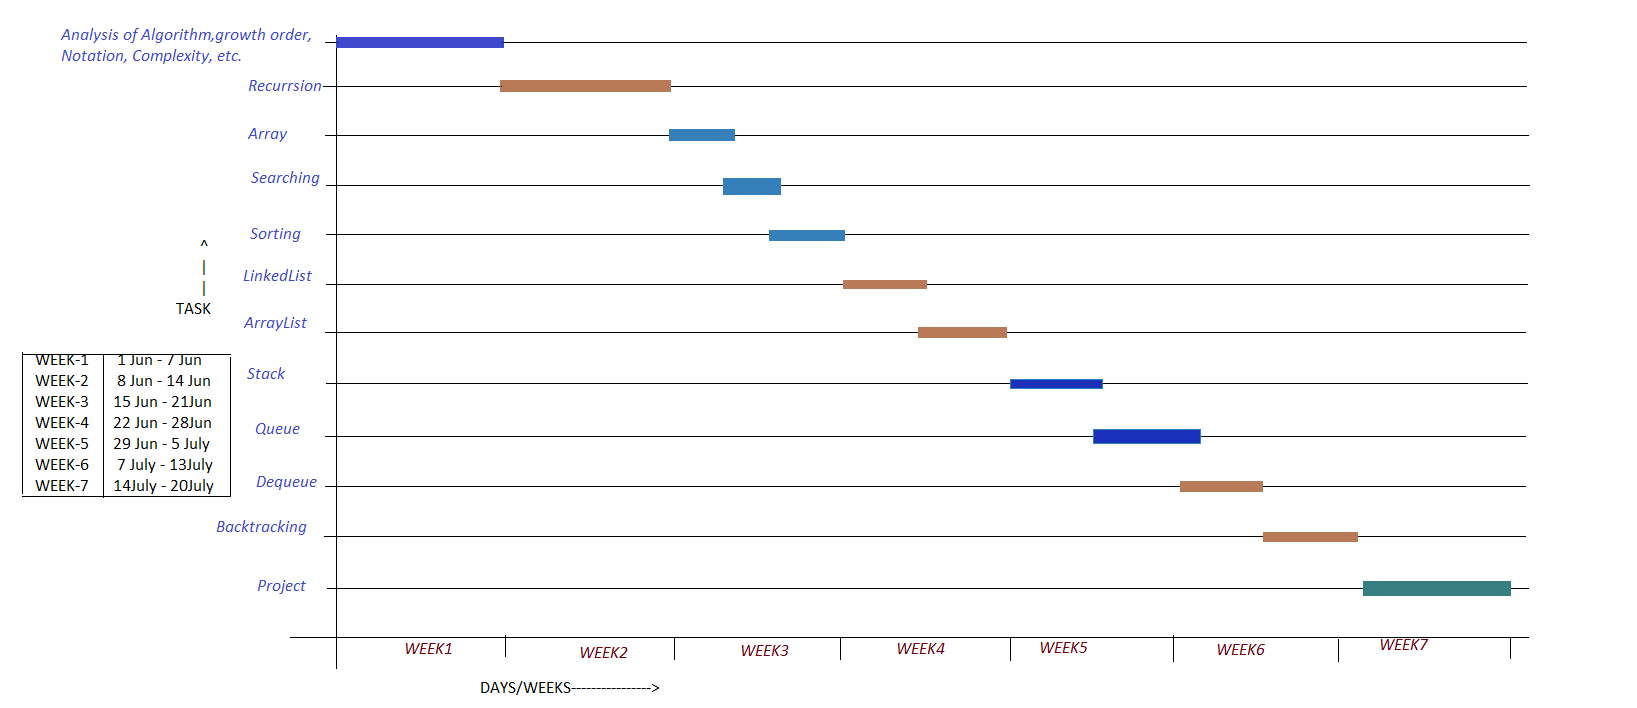 Analysis of Algorithm,growth order,
Notation, Complexity, etc.
Recurrsion
Array
Searching
Sorting
^
|
|
TASK
LinkedList
ArrayList
Stack
Queue
Dequeue
Backtracking
Project
WEEK-1 1 Jun - 7 Jun
WEEK-2 8 Jun - 14 Jun
WEEK-3 15 Jun - 21Jun
WEEK-4 22 Jun - 28Jun
WEEK-5 29 Jun - 5 July
WEEK-6 7 July - 13July
WEEK-7 14July - 20July
WEEK1 WEEK2 WEEK3 WEEK4 WEEK5 WEEK6 WEEK7
DAYS/WEEKS---------------->